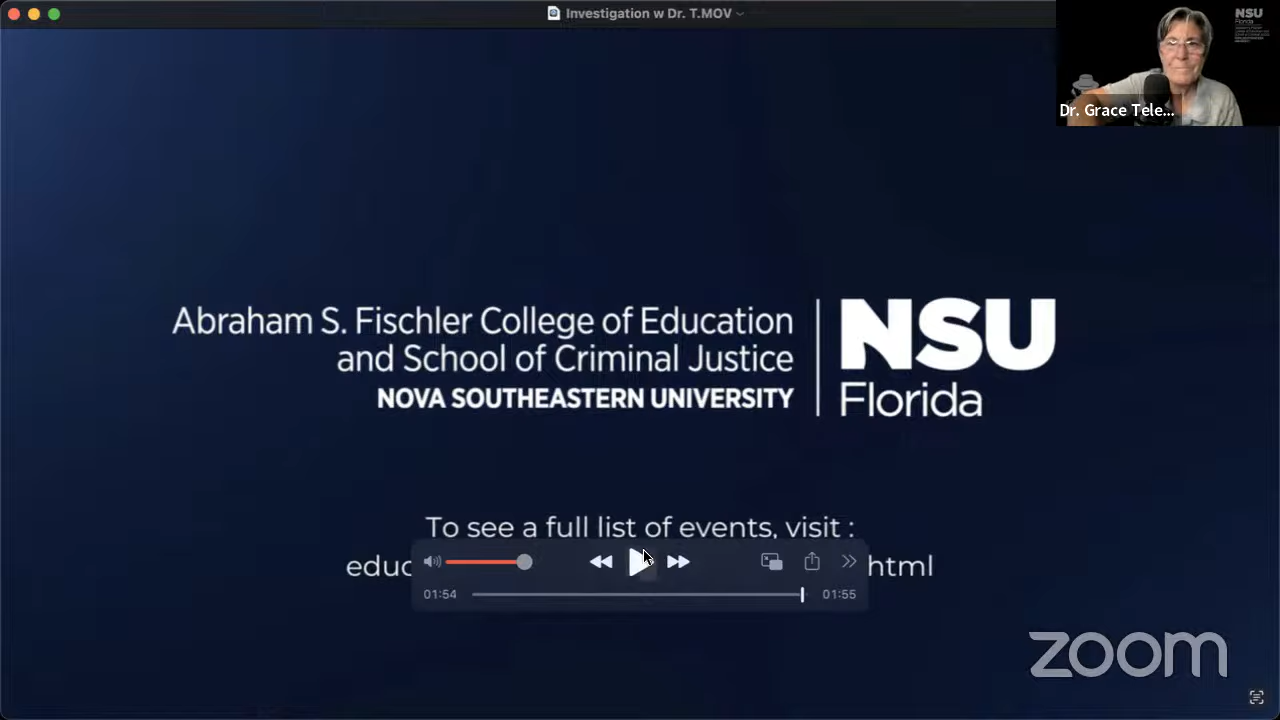 Investigation w Dr. T.MOV
NSU
Florida
Dr. Grace Tele...
Abraham S. Fischler College of Education
and School of Criminal Justice
NOVA SOUTHEASTERN UNIVERSITY
NSU
Florida
To see a full list of events, visit :
educ html
01:54 01:55
zoom